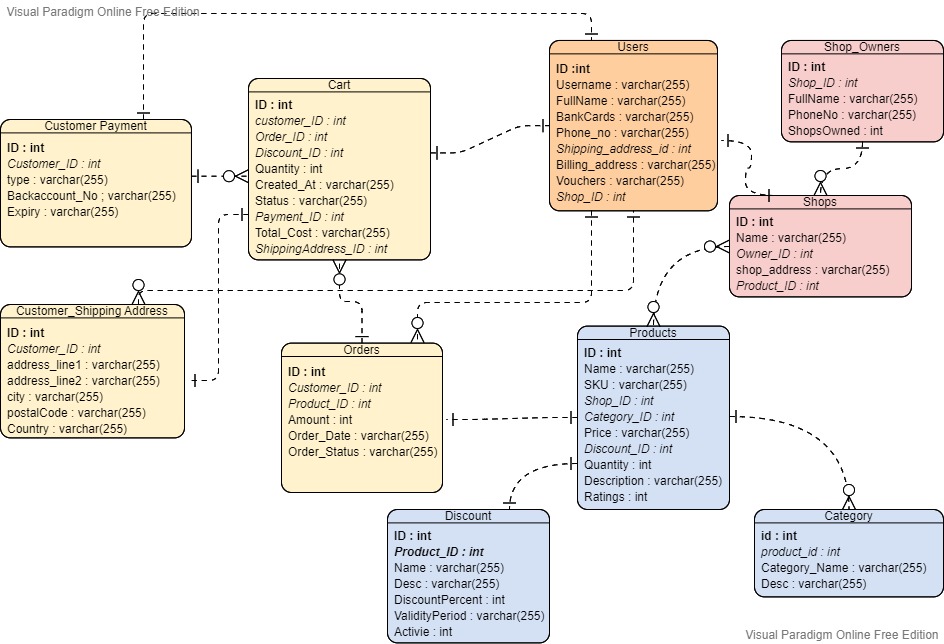 Visual Paradigm Online Free Edition
Customer Payment
ID : int
Customer_ID : int
type : varchar(255)
Backaccount_No ; varchar(255)
Expiry : varchar(255)
Cart
ID : int
customer_ID : int
Order_ID : int
Discount_ID : int
Quantity : int
Created_At : varchar(255)
Status : varchar(255)
Payment_ID : int
Total_Cost : varchar(255)
ShippingAddress_ID : int
Users
ID :int
Username : varchar(255)
FullName : varchar(255)
BankCards : varchar(255)
Phone_no : varchar(255)
Shipping_address_id : int
Billing_address : varchar(255)
Vouchers : varchar(255)
Shop_ID : int
Shop_Owners
ID : int
Shop_ID : int
FullName : varchar(255)
PhoneNo : varchar(255)
ShopsOwned : int
Shops
ID : int
Name : varchar(255)
Owner_ID : int
shop_address : varchar(255)
Product_ID : int
Customer_Shipping Address
ID : int
Customer_ID : int
address_line1 : varchar(255)
address_line2 : varchar(255)
city : varchar(255)
postalCode : varchar(255)
Country : varchar(255)
Orders
ID : int
Customer_ID : int
Product_ID : int
Amount : int
Order_Date : varchar(255)
Order_Status : varchar(255)
Products
ID : int
Name : varchar(255)
SKU : varchar(255)
Shop_ID : int
Category_ID : int
Price : varchar(255)
Discount_ID : int
Quantity : int
Description : varchar(255)
Ratings : int
Discount
ID : int
Product_ID : int
Name : varchar(255)
Desc : varchar(255)
DiscountPercent : int
ValidityPeriod : varchar(255)
Activie : int
Category
id : int
product_id : int
Category_Name : varchar(255)
Desc : varchar(255)
Visual Paradigm Online Free Edition